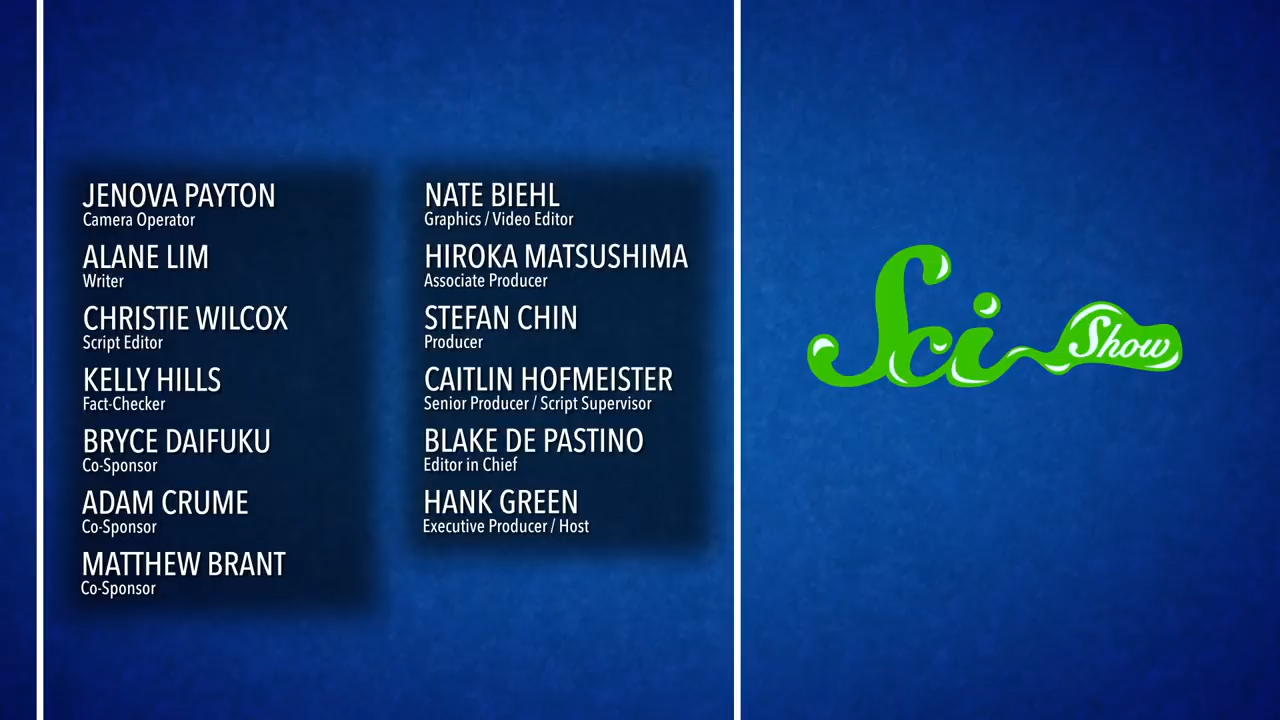 JENOVA PAYTON
Camera Operator
ALANE LIM
Writer
CHRISTIE WILCOX
Script Editor
KELLY HILLS
Fact-Checker
BRYCE DAIFUKU
Co-Sponsor
ADAM CRUME
Co-Sponsor
MATTHEW BRANT
Co-Sponsor
NATE BIEHL
Graphics / Video Editor
HIROKA MATSUSHIMA
Associate Producer
STEFAN CHIN
Producer
CAITLIN HOFMEISTER
Senior Producer / Script Supervisor
BLAKE DE PASTINO
Editor in Chief
HANK GREEN
Executive Producer / Host
Sci Show